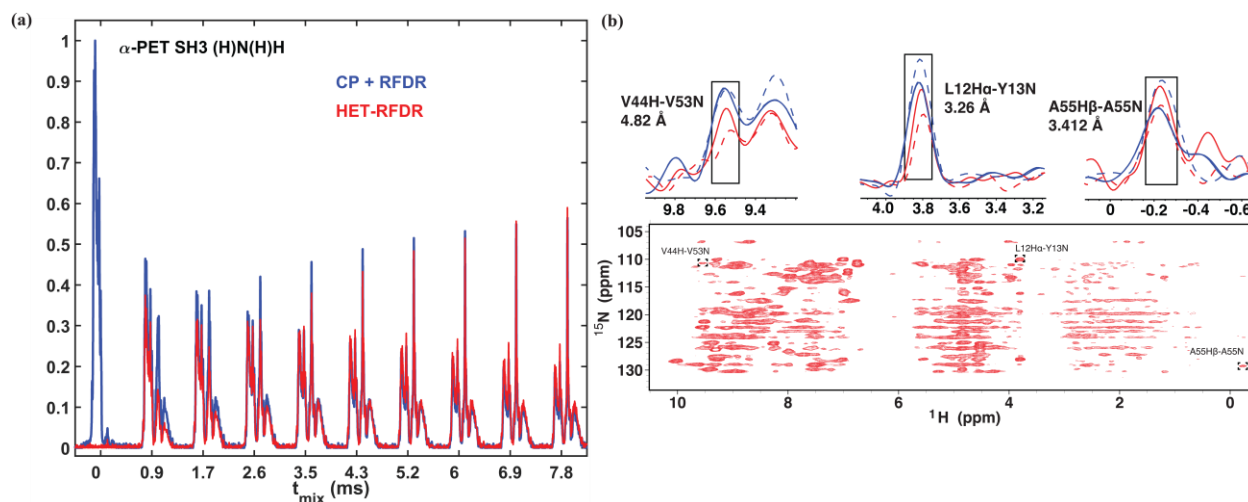 (a)
α-PET SH3 (H)N(H)H
CP + RFDR
HET-RFDR
1
0.9
0.8
0.7
0.6
0.5
0.4
0.3
0.2
0.1
0
0 0.9 1.7 2.6 3.5 4.3 5.2 6 6.9 7.8
t_mix (ms)
(b)
V44H-V53N
4.82 Å
L12Hα-Y13N
3.26 Å
A55Hβ-A55N
3.412 Å
9.8 9.6 9.4
4.0 3.8 3.6 3.4 3.2
0 -0.2 -0.4 -0.6
105
110
115
120
125
130
15N (ppm)
V44H-V53N
L12Hα-Y13N
A55Hβ-A55N
10 8 6 4 2 0
1H ppm